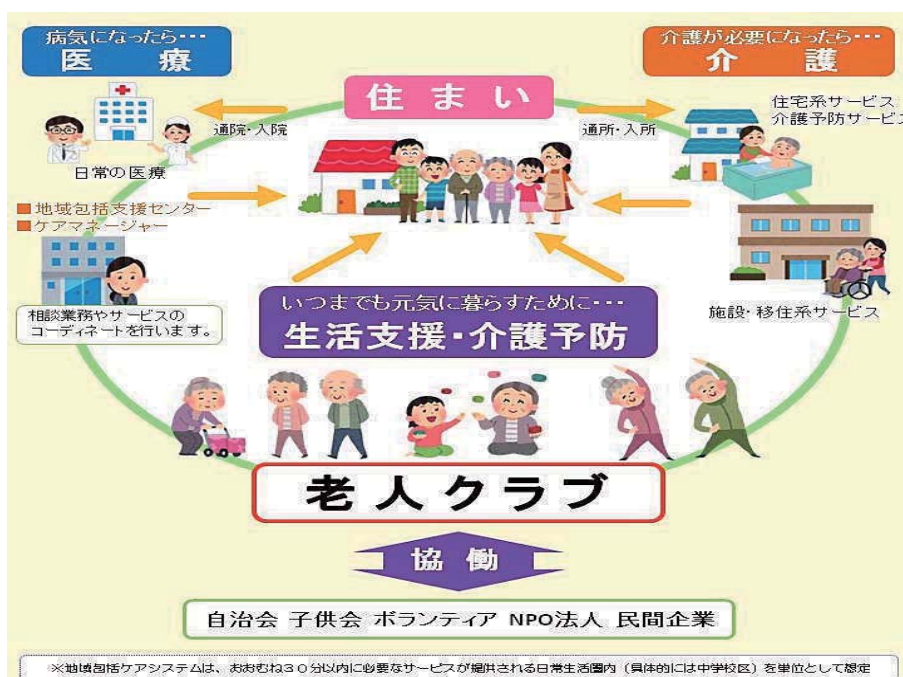 病気になったら･･･
医 療
介護が必要になったら･･･
介 護
住 ま い
通院･入院
通所･入所
住宅系サービス
介護予防サービ
日常の医療
■地域包括支援センター
■ケアマネージャー
相談業務やサービスの
コーディネートを行います。
施設･移住系サービス
いつまでも元気に暮らすために･･･
生活支援･介護予防
老人クラブ
協 働
自治会 子供会 ボランティア NPO法人 民間企業
※地域包括ケアシステムは、おおむね３０分以内に必要なサービスが提供される日常生活圏内（具体的には中学校区）を単位として想定